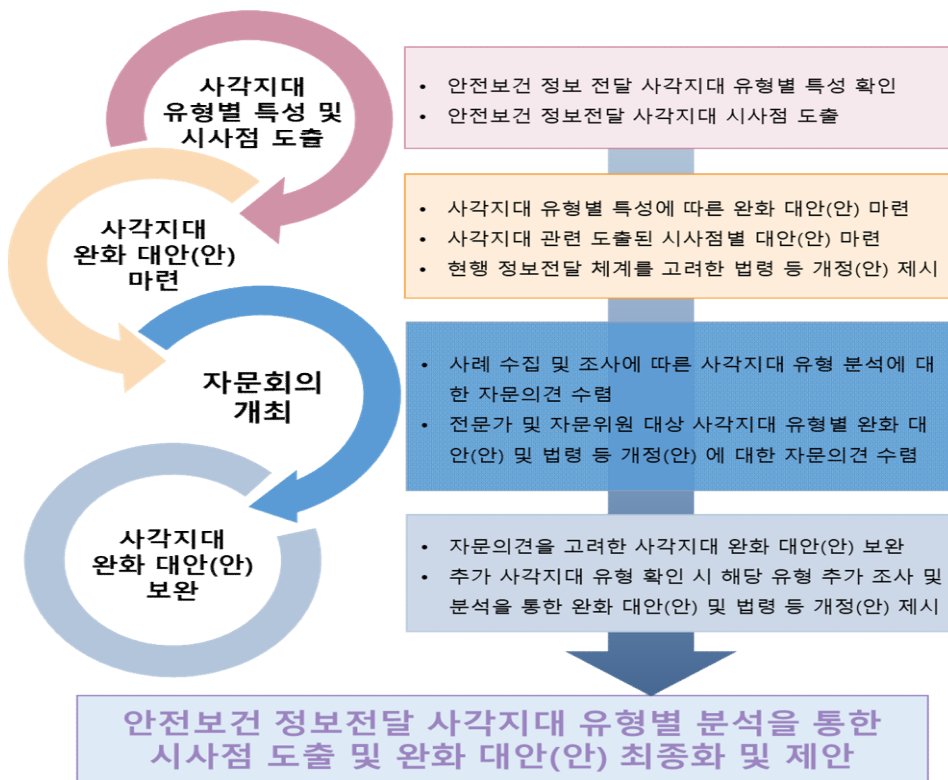 사각지대
유형별 특성 및
시사점 도출
• 안전보건 정보 전달 사각지대 유형별 특성 확인
• 안전보건 정보전달 사각지대 시사점 도출
사각지대
완화 대안(안)
마련
• 사각지대 유형별 특성에 따른 완화 대안(안) 마련
• 사각지대 관련 도출된 시사점별 대안(안) 마련
• 현행 정보전달 체계를 고려한 법령 등 개정(안) 제시
자문회의
개최
• 사례 수집 및 조사에 따른 사각지대 유형 분석에 대
한 자문의견 수렴
• 전문가 및 자문위원 대상 사각지대 유형별 완화 대
안(안) 및 법령 등 개정(안) 에 대한 자문의견 수렴
사각지대
완화 대안(안)
보완
• 자문의견을 고려한 사각지대 완화 대안(안) 보완
• 추가 사각지대 유형 확인 시 해당 유형 추가 조사 및
분석을 통한 완화 대안(안) 및 법령 등 개정(안) 제시
안전보건 정보전달 사각지대 유형별 분석을 통한
시사점 도출 및 완화 대안(안) 최종화 및 제안